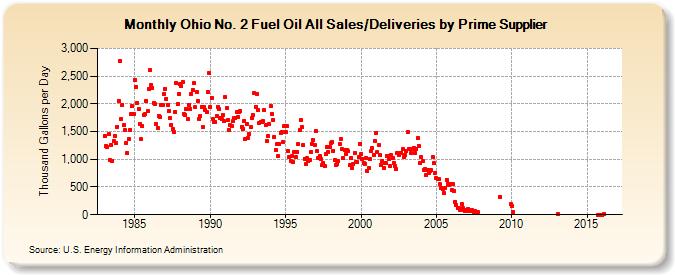 Monthly Ohio No. 2 Fuel Oil All Sales/Deliveries by Prime Supplier
Thousand Gallons per Day
3,000
2,500
2,000
1,500
1,000
500
0
1985 1990 1995 2000 2005 2010 2015
Source: U.S. Energy Information Administration